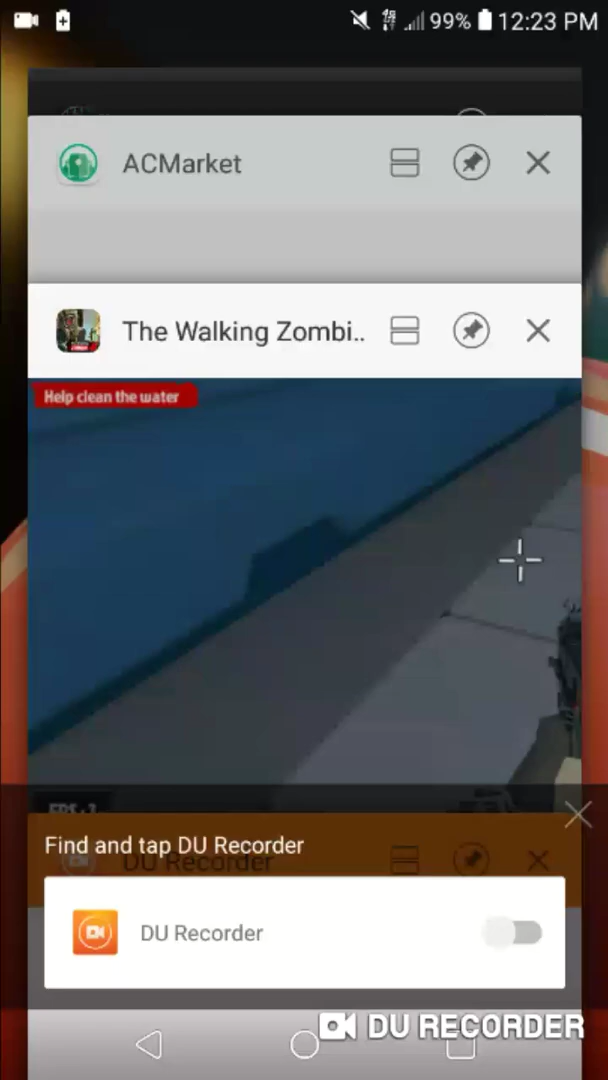 99% 12:23 PM
ACMarket
The Walking Zombi..
Help clean the water
Find and tap DU Recorder
DU Recorder
DU Recorder
DU RECORDER